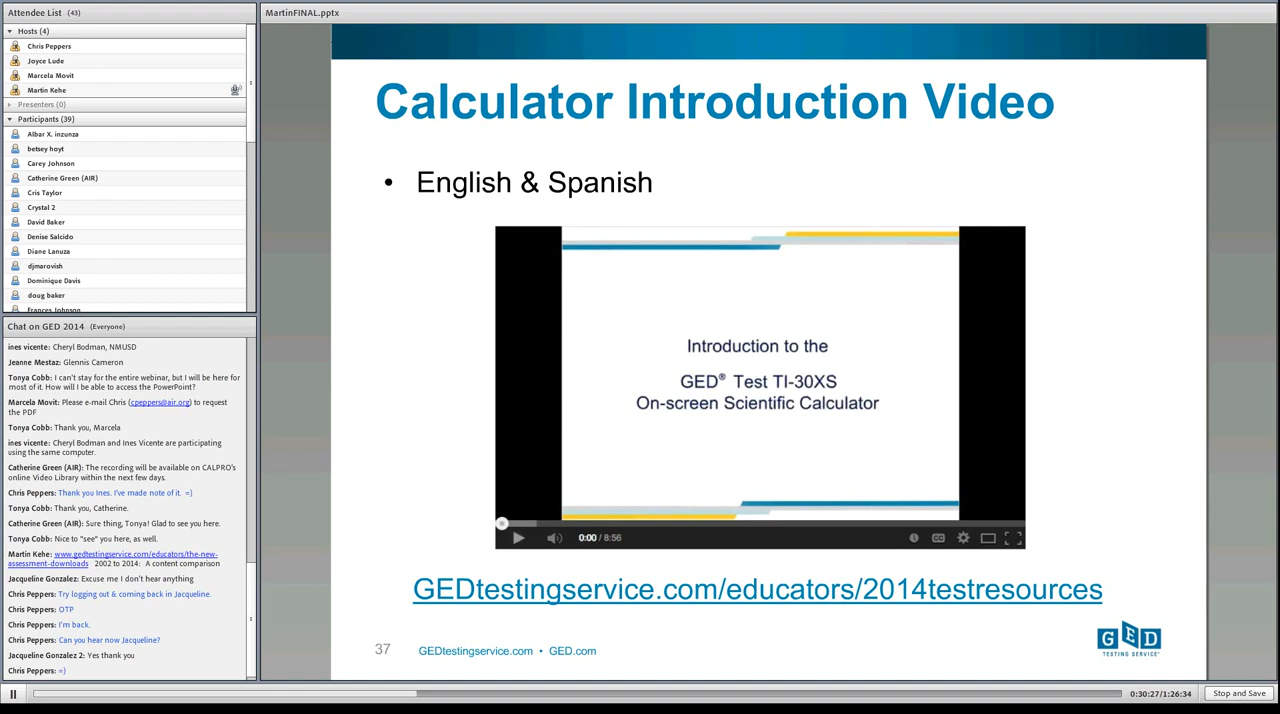 Attendee List (43)
Hosts (4)
Chris Peppers
Joyce Lude
Marcela Movit
Martin Kehe
Presenters (0)
Participants (39)
Albar X. inzunza
betsey hoyt
Carey Johnson
Catherine Green (AIR)
Cris Taylor
Crystal 2
David Baker
Denise Salcido
Diane Lanuza
djmarovish
Dominique Davis
doug baker
Frances Johnson
Chat on GED 2014 (Everyone)
ines vicente: Cheryl Bodman, NMUSD
Jeanne Mestaz: Glennis Cameron
Tonya Cobb: I can't stay for the entire webinar, but I will be here for
most of it. How will I be able to access the PowerPoint?
Marcela Movit: Please e-mail Chris (cpeppers@air.org) to request
the PDF
Tonya Cobb: Thank you, Marcela
ines vicente: Cheryl Bodman and Ines Vicente are participating
using the same computer.
Catherine Green (AIR): The recording will be available on CALPRO's
online Video Library within the next few days.
Chris Peppers: Thank you Ines. I've made note of it. =)
Tonya Cobb: Thank you, Catherine.
Catherine Green (AIR): Sure thing, Tonya! Glad to see you here.
Tonya Cobb: Nice to "see" you here, as well.
Martin Kehe: www.gedtestingservice.com/educators/the-new-
assessment-downloads 2002 to 2014: A content comparison
Jacqueline Gonzalez: Excuse me I don't hear anything
Chris Peppers: Try logging out & coming back in Jacqueline.
Chris Peppers: OTP
Chris Peppers: I'm back.
Chris Peppers: Can you hear now Jacqueline?
Jacqueline Gonzalez 2: Yes thank you
Chris Peppers: =)
MartinFINAL.pptx
Calculator Introduction Video
• English & Spanish
Introduction to the
GED® Test TI-30XS
On-screen Scientific Calculator
0:00 / 8:56
CC
GEDtestingservice.com/educators/2014testresources
37 GEDtestingservice.com • GED.com
GED
TESTING SERVICE®
0:30:27/1:26:34
Stop and Save